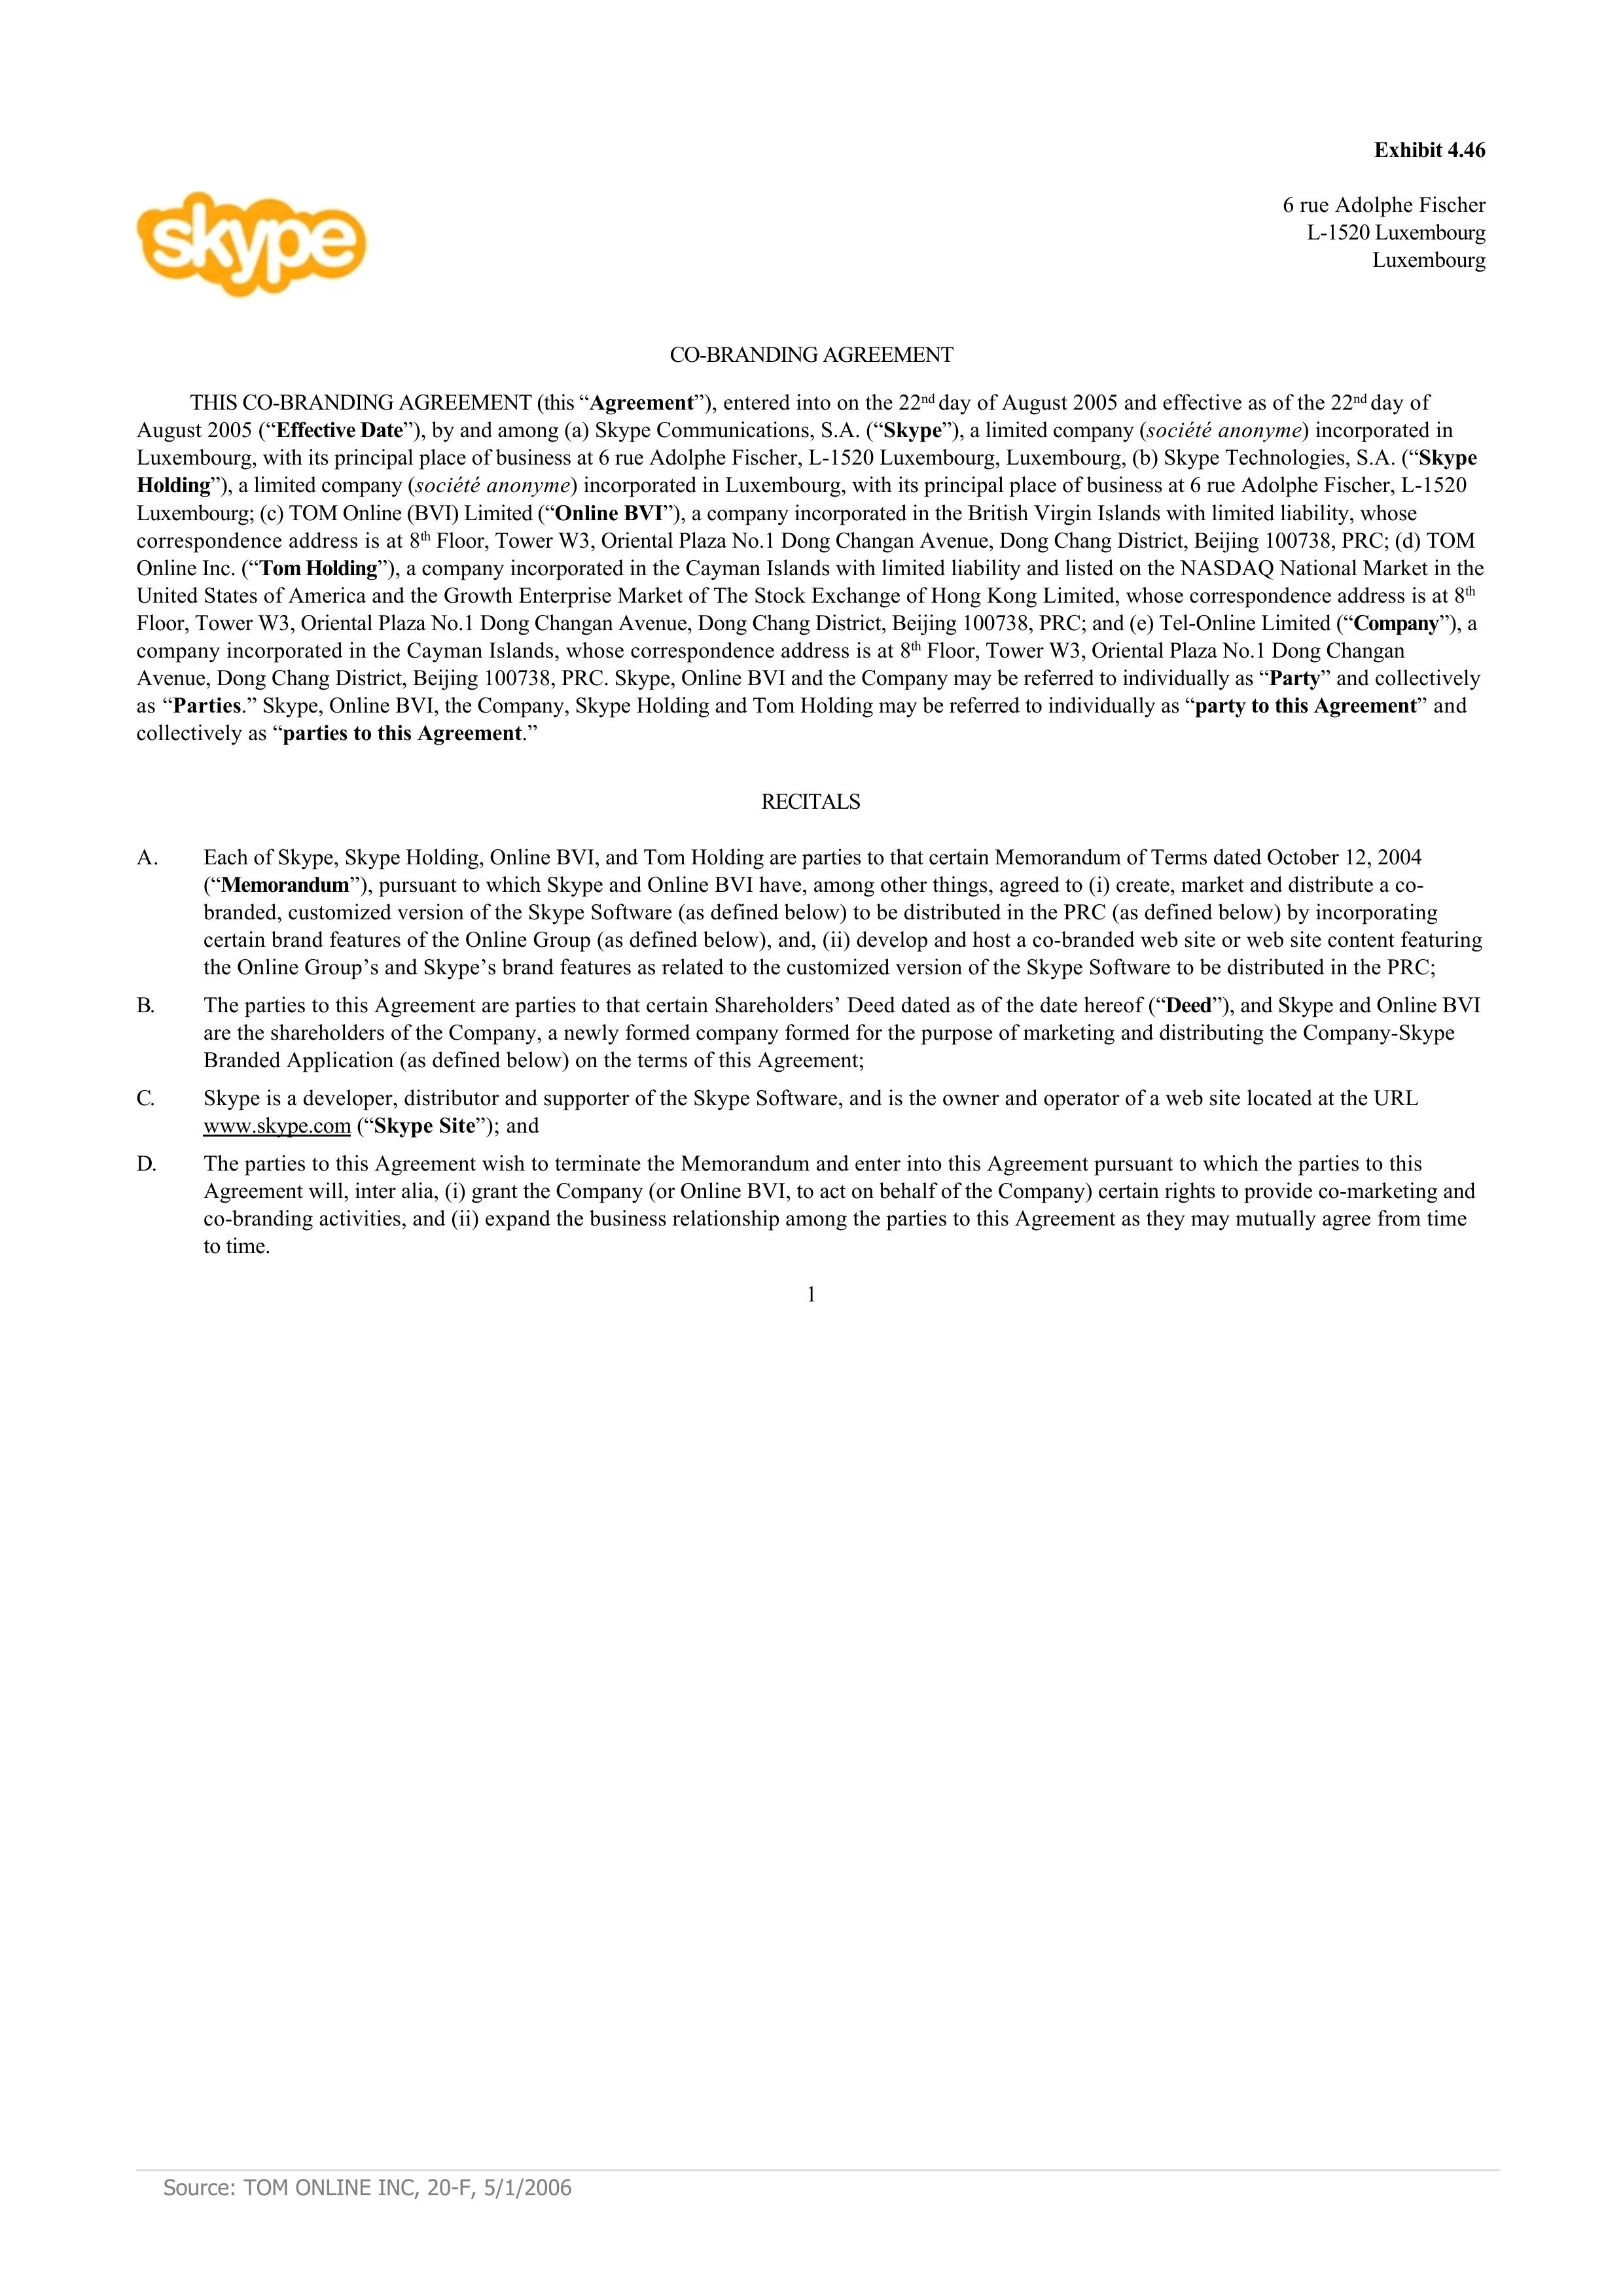 Exhibit 4.46
skype
6 rue Adolphe Fischer
L-1520 Luxembourg
Luxembourg
CO-BRANDING AGREEMENT
THIS CO-BRANDING AGREEMENT (this “Agreement”), entered into on the 22nd day of August 2005 and effective as of the 22nd day of
August 2005 (“Effective Date”), by and among (a) Skype Communications, S.A. (“Skype”), a limited company (société anonyme) incorporated in
Luxembourg, with its principal place of business at 6 rue Adolphe Fischer, L-1520 Luxembourg, Luxembourg, (b) Skype Technologies, S.A. (“Skype
Holding”), a limited company (société anonyme) incorporated in Luxembourg, with its principal place of business at 6 rue Adolphe Fischer, L-1520
Luxembourg; (c) TOM Online (BVI) Limited (“Online BVI”), a company incorporated in the British Virgin Islands with limited liability, whose
correspondence address is at 8th Floor, Tower W3, Oriental Plaza No.1 Dong Changan Avenue, Dong Chang District, Beijing 100738, PRC; (d) TOM
Online Inc. (“Tom Holding”), a company incorporated in the Cayman Islands with limited liability and listed on the NASDAQ National Market in the
United States of America and the Growth Enterprise Market of The Stock Exchange of Hong Kong Limited, whose correspondence address is at 8th
Floor, Tower W3, Oriental Plaza No.1 Dong Changan Avenue, Dong Chang District, Beijing 100738, PRC; and (e) Tel-Online Limited (“Company”), a
company incorporated in the Cayman Islands, whose correspondence address is at 8th Floor, Tower W3, Oriental Plaza No.1 Dong Changan
Avenue, Dong Chang District, Beijing 100738, PRC. Skype, Online BVI and the Company may be referred to individually as “Party” and collectively
as “Parties.” Skype, Online BVI, the Company, Skype Holding and Tom Holding may be referred to individually as “party to this Agreement” and
collectively as “parties to this Agreement.”
RECITALS
A. Each of Skype, Skype Holding, Online BVI, and Tom Holding are parties to that certain Memorandum of Terms dated October 12, 2004
(“Memorandum”), pursuant to which Skype and Online BVI have, among other things, agreed to (i) create, market and distribute a co-
branded, customized version of the Skype Software (as defined below) to be distributed in the PRC (as defined below) by incorporating
certain brand features of the Online Group (as defined below), and, (ii) develop and host a co-branded web site or web site content featuring
the Online Group’s and Skype’s brand features as related to the customized version of the Skype Software to be distributed in the PRC;
B. The parties to this Agreement are parties to that certain Shareholders’ Deed dated as of the date hereof (“Deed”), and Skype and Online BVI
are the shareholders of the Company, a newly formed company formed for the purpose of marketing and distributing the Company-Skype
Branded Application (as defined below) on the terms of this Agreement;
C. Skype is a developer, distributor and supporter of the Skype Software, and is the owner and operator of a web site located at the URL
www.skype.com (“Skype Site”); and
D. The parties to this Agreement wish to terminate the Memorandum and enter into this Agreement pursuant to which the parties to this
Agreement will, inter alia, (i) grant the Company (or Online BVI, to act on behalf of the Company) certain rights to provide co-marketing and
co-branding activities, and (ii) expand the business relationship among the parties to this Agreement as they may mutually agree from time
to time.
1
Source: TOM ONLINE INC, 20-F, 5/1/2006